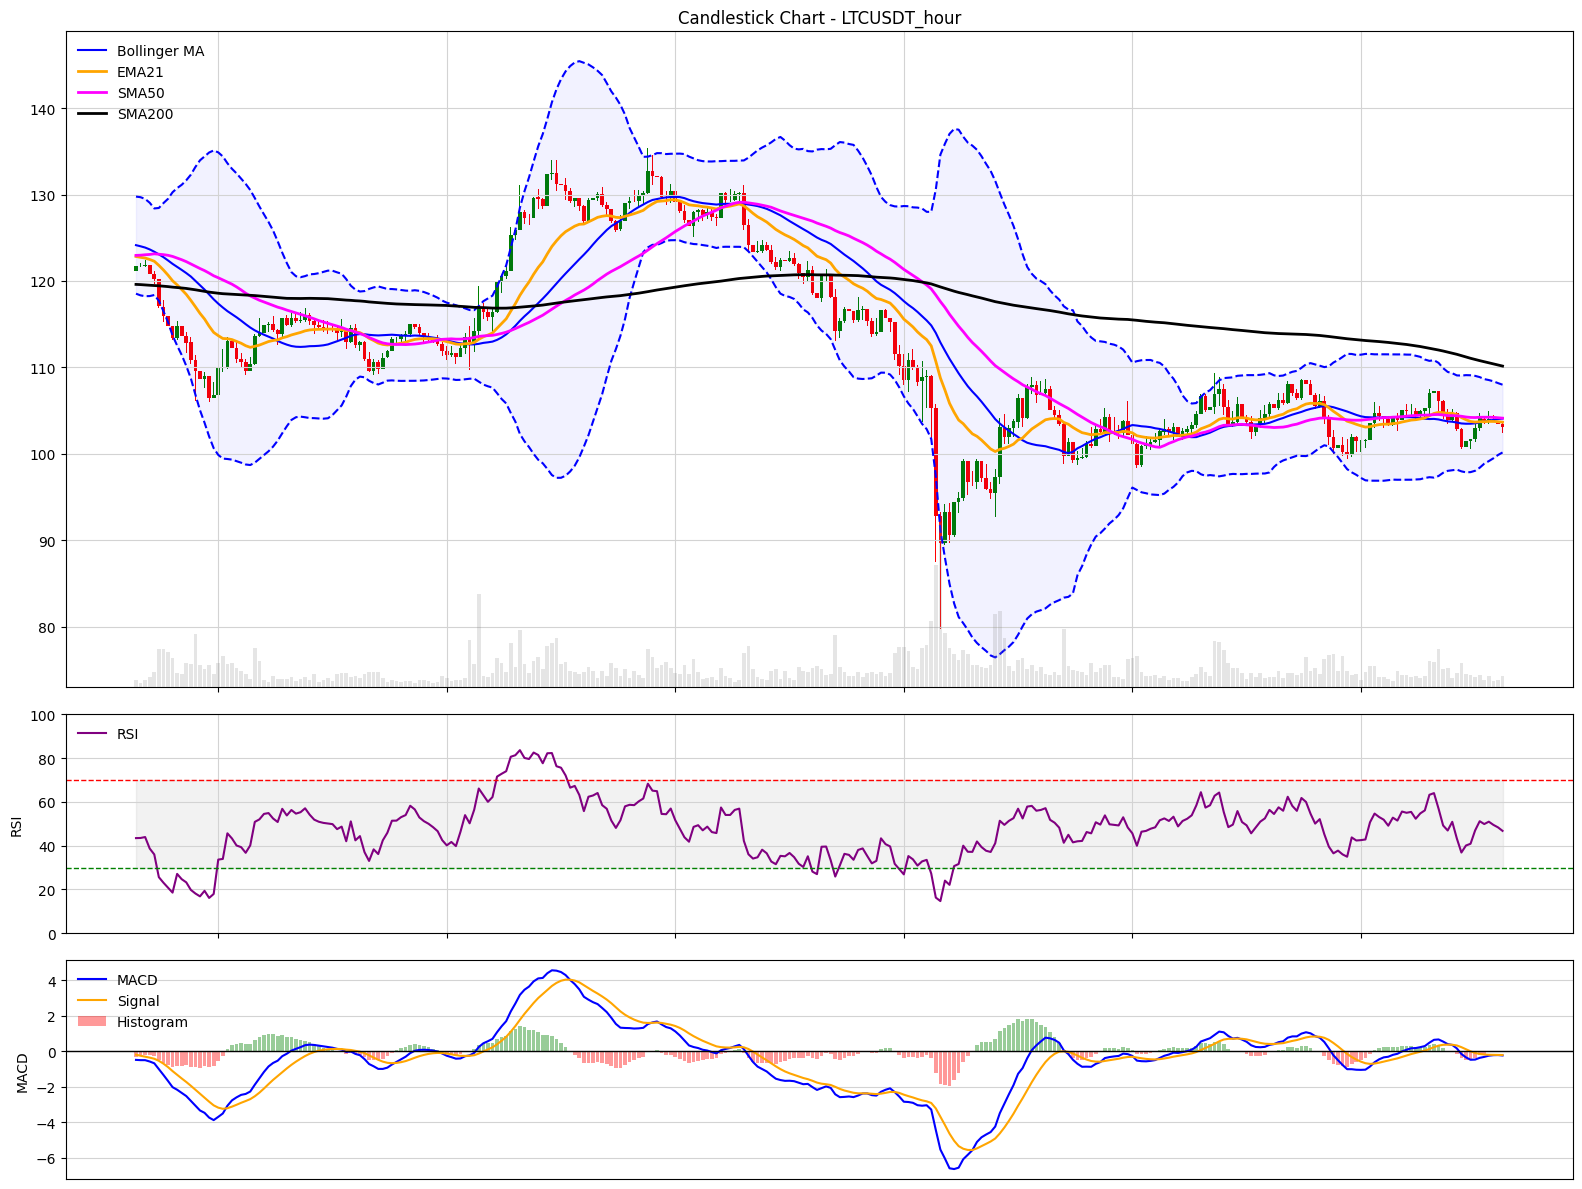 Candlestick Chart - LTCUSDT_hour
Bollinger MA
EMA21
SMA50
SMA200
140
130
120
110
100
90
80
100
80
60
40
20
0
RSI
RSI
4
2
0
−2
−4
−6
MACD
MACD
Signal
Histogram